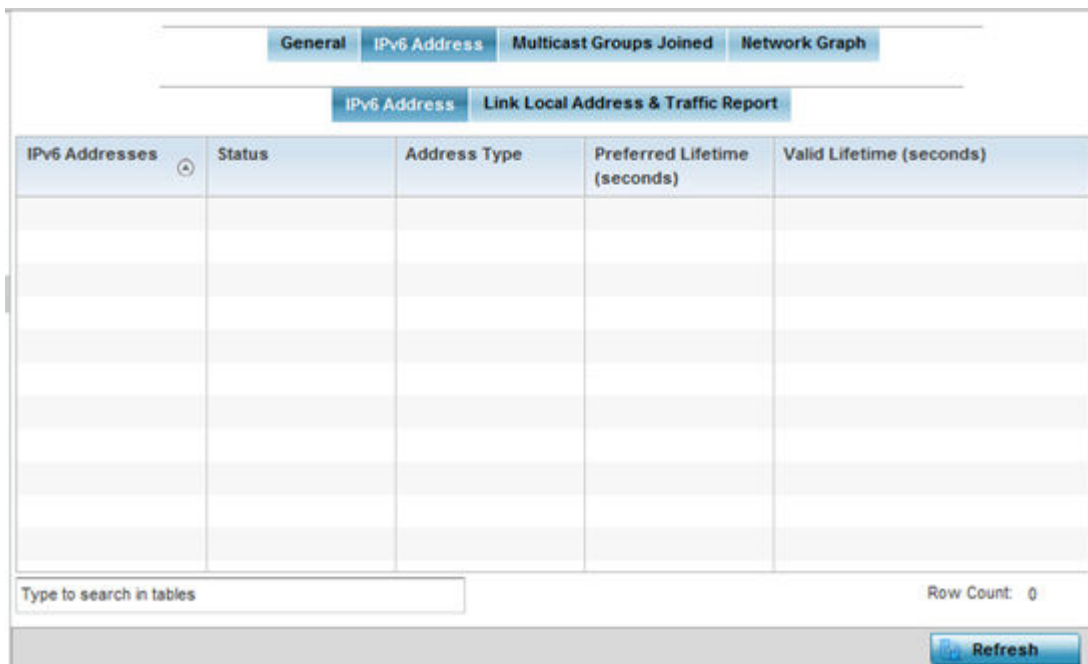 General IPv6 Address Multicast Groups Joined Network Graph
IPv6 Address Link Local Address & Traffic Report
IPv6 Addresses Status Address Type Preferred Lifetime (seconds) Valid Lifetime (seconds)
Type to search in tables Row Count: 0
Refresh